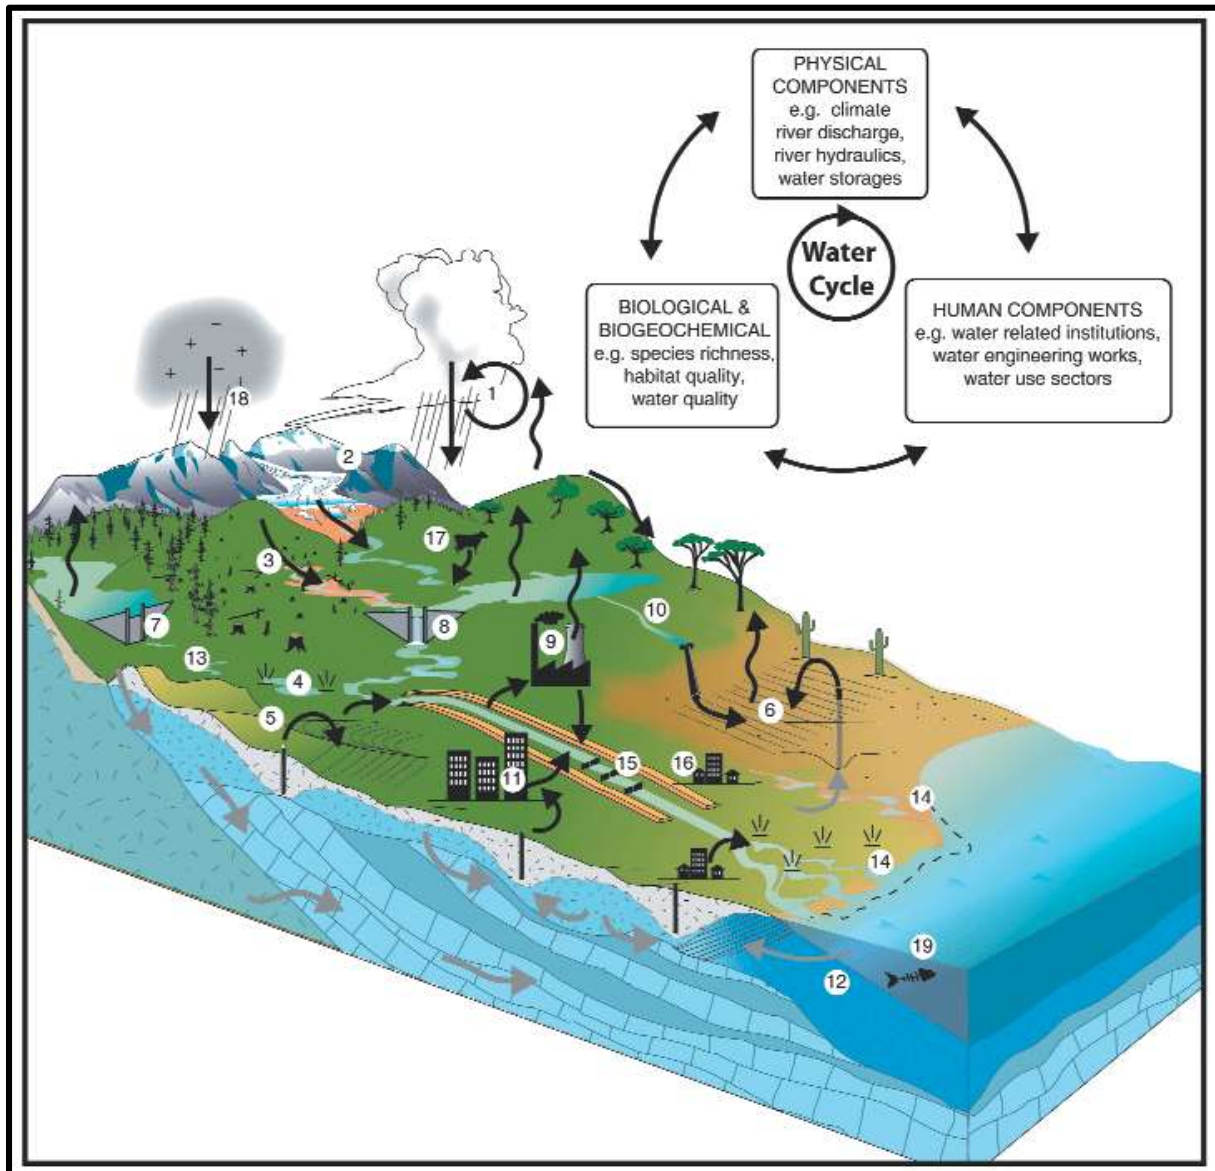 PHYSICAL
COMPONENTS
e.g. climate
river discharge,
river hydraulics,
water storages
Water
Cycle
BIOLOGICAL &
BIOGEOCHEMICAL
e.g. species richness,
habitat quality,
water quality
HUMAN COMPONENTS
e.g. water related institutions,
water engineering works,
water use sectors
- + + - + +
18
1
2
17
3
10
7
8
9
13
4
5
6
11
15
16
14
14
19
12